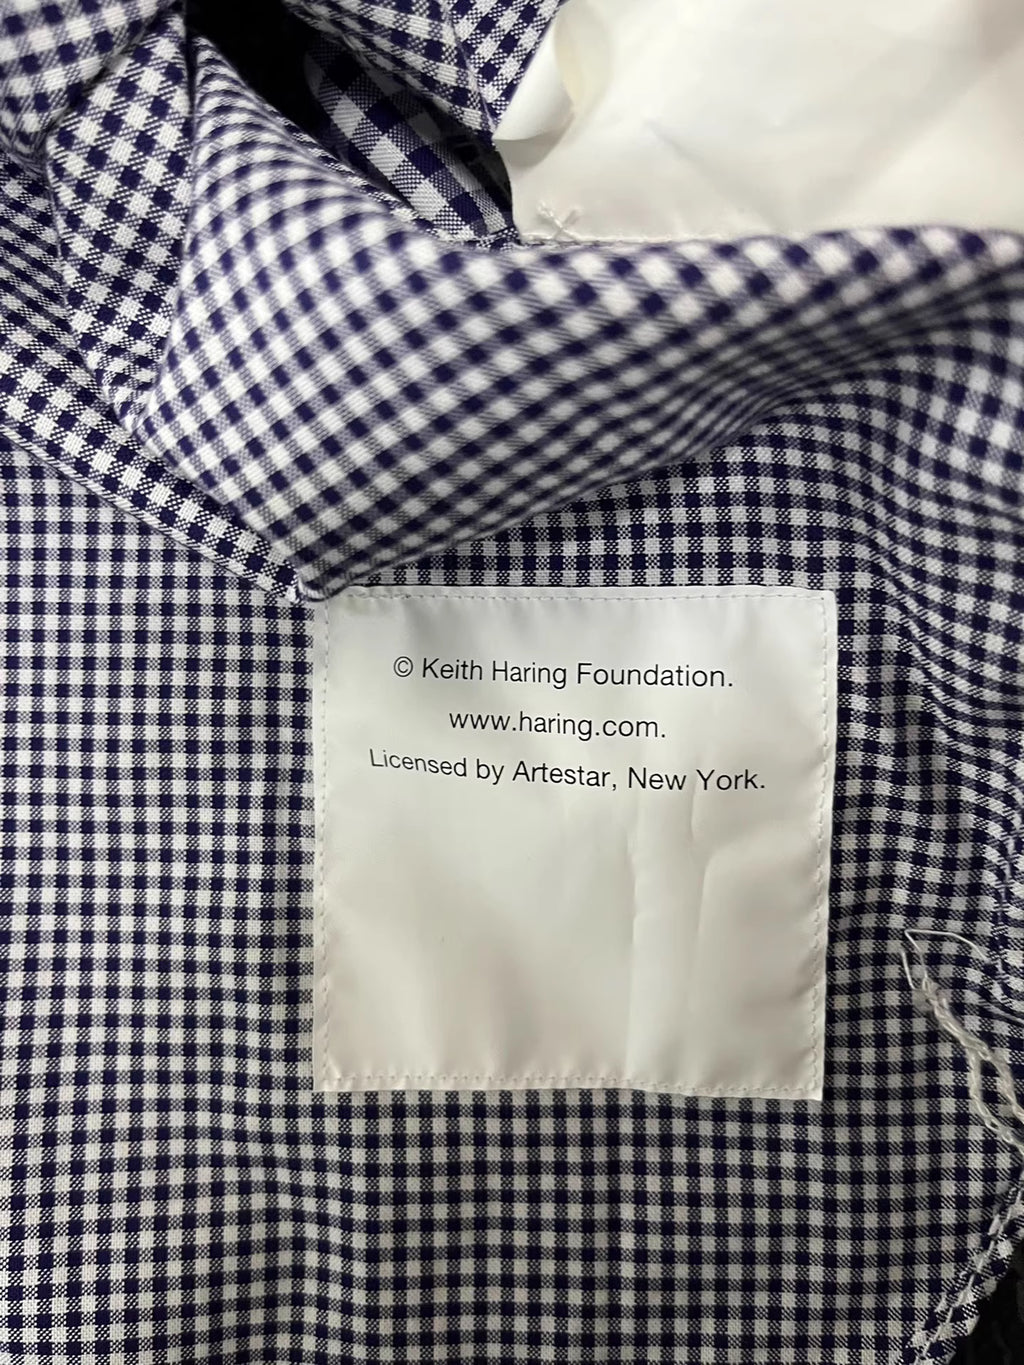 © Keith Haring Foundation.
www.haring.com.
Licensed by Artestar, New York.